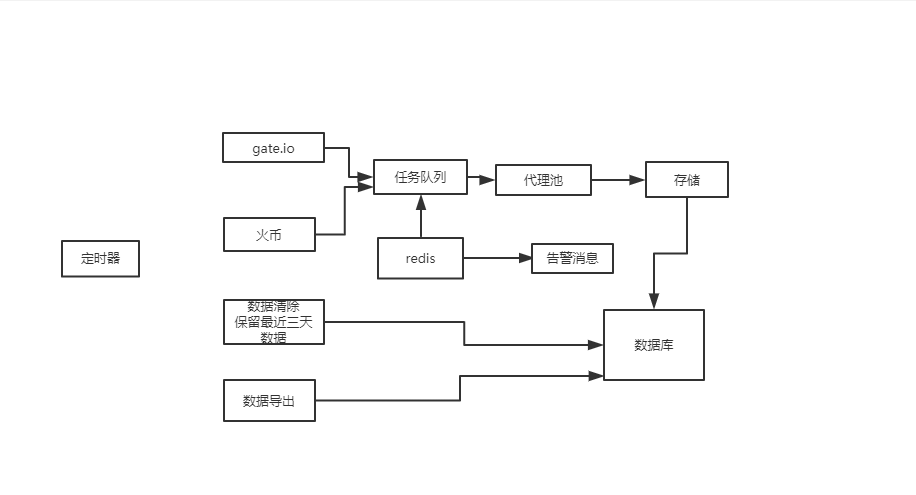 gate.io
任务队列
代理池
存储
火币
定时器
redis
告警消息
数据清除
保留最近三天
数据
数据库
数据导出